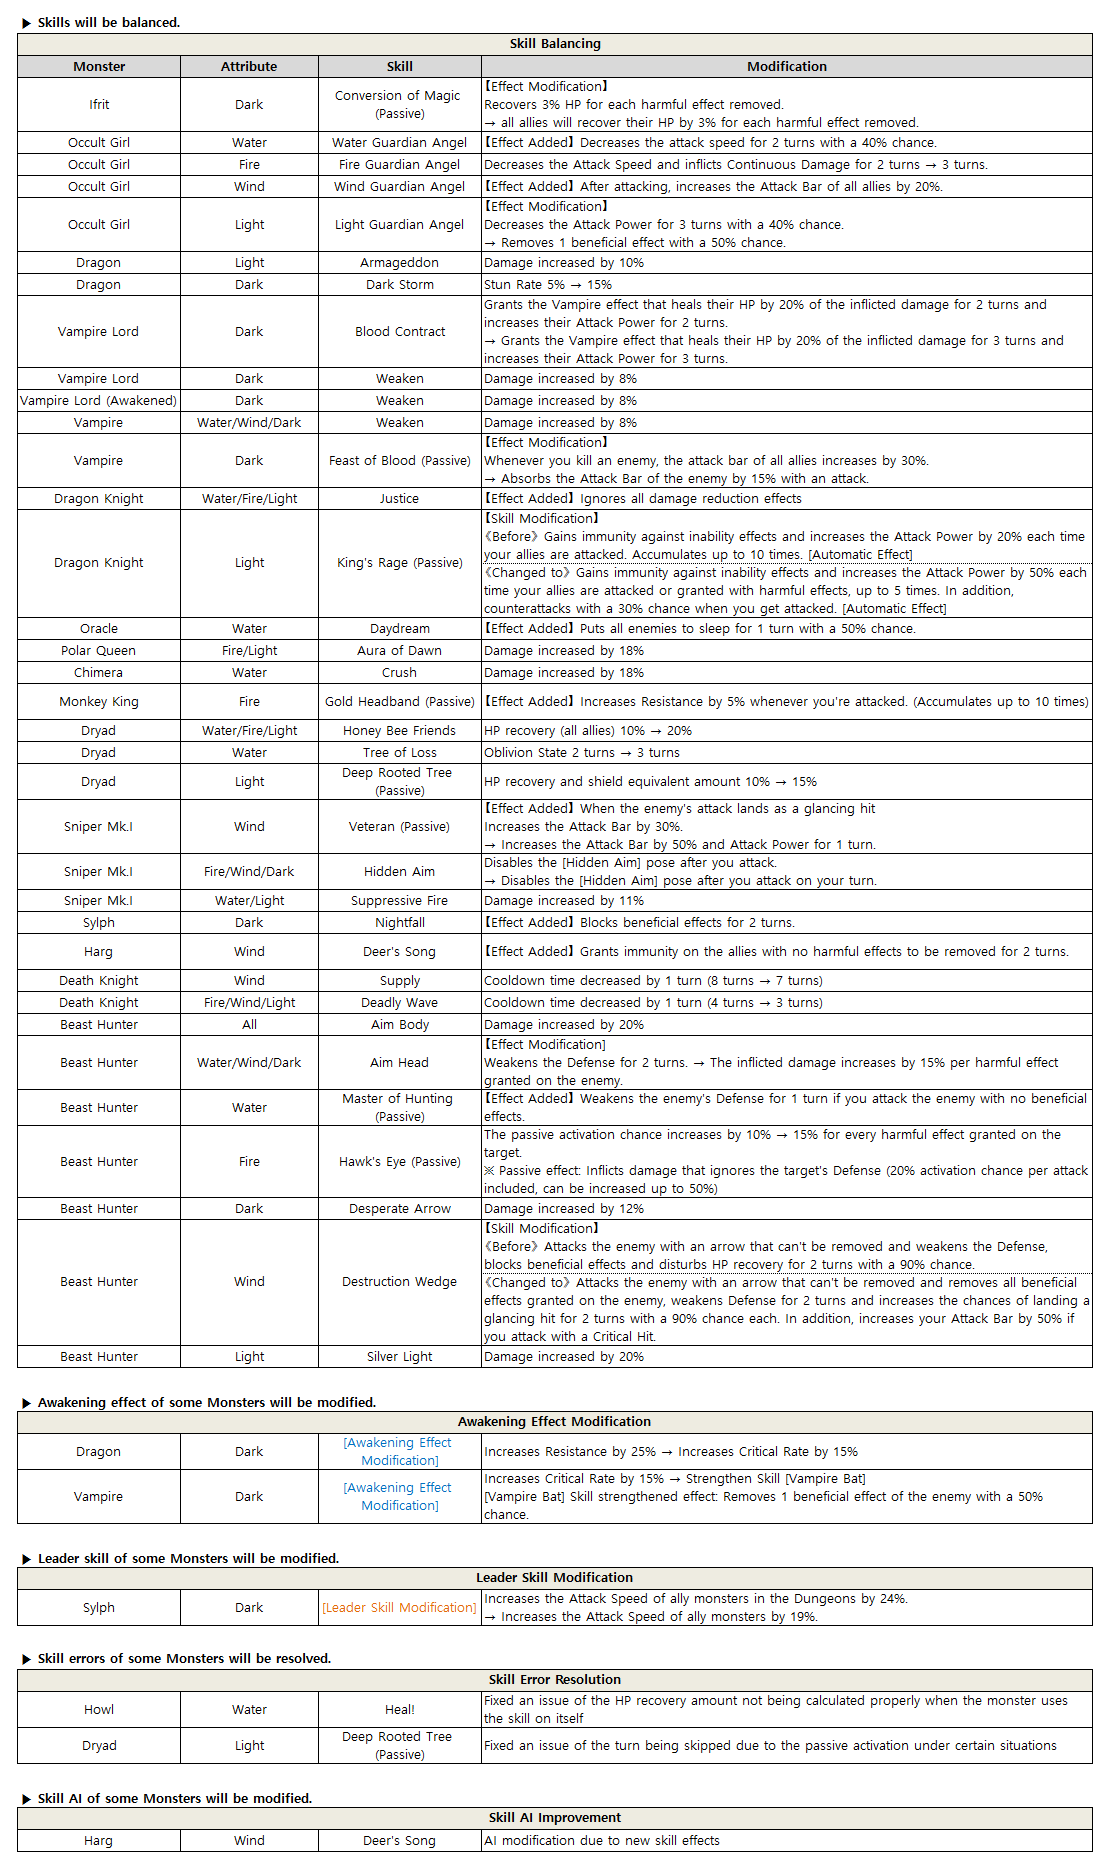 ▶ Skills will be balanced.
Skill Balancing
Monster Attribute Skill Modification
Ifrit Dark Conversion of Magic (Passive)
【Effect Modification】
Recovers 3% HP for each harmful effect removed.
→ all allies will recover their HP by 3% for each harmful effect removed.
Occult Girl Water Water Guardian Angel 【Effect Added】 Decreases the attack speed for 2 turns with a 40% chance.
Occult Girl Fire Fire Guardian Angel Decreases the Attack Speed and inflicts Continuous Damage for 2 turns → 3 turns.
Occult Girl Wind Wind Guardian Angel 【Effect Added】 After attacking, increases the Attack Bar of all allies by 20%.
Occult Girl Light Light Guardian Angel
【Effect Modification】
Decreases the Attack Power for 3 turns with a 40% chance.
→ Removes 1 beneficial effect with a 50% chance.
Dragon Light Armageddon Damage increased by 10%
Dragon Dark Dark Storm Stun Rate 5% → 15%
Vampire Lord Dark Blood Contract
Grants the Vampire effect that heals their HP by 20% of the inflicted damage for 2 turns and
increases their Attack Power for 2 turns.
→ Grants the Vampire effect that heals their HP by 20% of the inflicted damage for 3 turns and
increases their Attack Power for 3 turns.
Vampire Lord Dark Weaken Damage increased by 8%
Vampire Lord (Awakened) Dark Weaken Damage increased by 8%
Vampire Water/Wind/Dark Weaken Damage increased by 8%
Vampire Dark Feast of Blood (Passive)
【Effect Modification】
Whenever you kill an enemy, the attack bar of all allies increases by 30%.
→ Absorbs the Attack Bar of the enemy by 15% with an attack.
Dragon Knight Water/Fire/Light Justice 【Effect Added】 Ignores all damage reduction effects
Dragon Knight Light King's Rage (Passive)
【Skill Modification】
《Before》 Gains immunity against inability effects and increases the Attack Power by 20% each time
your allies are attacked. Accumulates up to 10 times. [Automatic Effect]
《Changed to》 Gains immunity against inability effects and increases the Attack Power by 50% each
time your allies are attacked or granted with harmful effects, up to 5 times. In addition,
counterattacks with a 30% chance when you get attacked. [Automatic Effect]
Oracle Water Daydream 【Effect Added】 Puts all enemies to sleep for 1 turn with a 50% chance.
Polar Queen Fire/Light Aura of Dawn Damage increased by 18%
Chimera Water Crush Damage increased by 18%
Monkey King Fire Gold Headband (Passive) 【Effect Added】 Increases Resistance by 5% whenever you're attacked. (Accumulates up to 10 times)
Dryad Water/Fire/Light Honey Bee Friends HP recovery (all allies) 10% → 20%
Dryad Water Tree of Loss Oblivion State 2 turns → 3 turns
Dryad Light Deep Rooted Tree (Passive) HP recovery and shield equivalent amount 10% → 15%
Sniper Mk.I Wind Veteran (Passive)
【Effect Added】 When the enemy's attack lands as a glancing hit
Increases the Attack Bar by 30%.
→ Increases the Attack Bar by 50% and Attack Power for 1 turn.
Sniper Mk.I Fire/Wind/Dark Hidden Aim
Disables the [Hidden Aim] pose after you attack.
→ Disables the [Hidden Aim] pose after you attack on your turn.
Sniper Mk.I Water/Light Suppressive Fire Damage increased by 11%
Sylph Dark Nightfall 【Effect Added】 Blocks beneficial effects for 2 turns.
Harg Wind Deer's Song 【Effect Added】 Grants immunity on the allies with no harmful effects to be removed for 2 turns.
Death Knight Wind Supply Cooldown time decreased by 1 turn (8 turns → 7 turns)
Death Knight Fire/Wind/Light Deadly Wave Cooldown time decreased by 1 turn (4 turns → 3 turns)
Beast Hunter All Aim Body Damage increased by 20%
Beast Hunter Water/Wind/Dark Aim Head
【Effect Modification]
Weakens the Defense for 2 turns. → The inflicted damage increases by 15% per harmful effect
granted on the enemy.
Beast Hunter Water Master of Hunting (Passive)
【Effect Added】 Weakens the enemy's Defense for 1 turn if you attack the enemy with no beneficial
effects.
Beast Hunter Fire Hawk's Eye (Passive)
The passive activation chance increases by 10% → 15% for every harmful effect granted on the
target.
※ Passive effect: Inflicts damage that ignores the target's Defense (20% activation chance per attack
included, can be increased up to 50%)
Beast Hunter Dark Desperate Arrow Damage increased by 12%
Beast Hunter Wind Destruction Wedge
【Skill Modification】
《Before》 Attacks the enemy with an arrow that can't be removed and weakens the Defense,
blocks beneficial effects and disturbs HP recovery for 2 turns with a 90% chance.
《Changed to》 Attacks the enemy with an arrow that can't be removed and removes all beneficial
effects granted on the enemy, weakens Defense for 2 turns and increases the chances of landing a
glancing hit for 2 turns with a 90% chance each. In addition, increases your Attack Bar by 50% if
you attack with a Critical Hit.
Beast Hunter Light Silver Light Damage increased by 20%
▶ Awakening effect of some Monsters will be modified.
Awakening Effect Modification
Dragon Dark [Awakening Effect Modification] Increases Resistance by 25% → Increases Critical Rate by 15%
Vampire Dark [Awakening Effect Modification]
Increases Critical Rate by 15% → Strengthen Skill [Vampire Bat]
[Vampire Bat] Skill strengthened effect: Removes 1 beneficial effect of the enemy with a 50%
chance.
▶ Leader skill of some Monsters will be modified.
Leader Skill Modification
Sylph Dark [Leader Skill Modification]
Increases the Attack Speed of ally monsters in the Dungeons by 24%.
→ Increases the Attack Speed of ally monsters by 19%.
▶ Skill errors of some Monsters will be resolved.
Skill Error Resolution
Howl Water Heal!
Fixed an issue of the HP recovery amount not being calculated properly when the monster uses
the skill on itself
Dryad Light Deep Rooted Tree (Passive) Fixed an issue of the turn being skipped due to the passive activation under certain situations
▶ Skill AI of some Monsters will be modified.
Skill AI Improvement
Harg Wind Deer's Song AI modification due to new skill effects